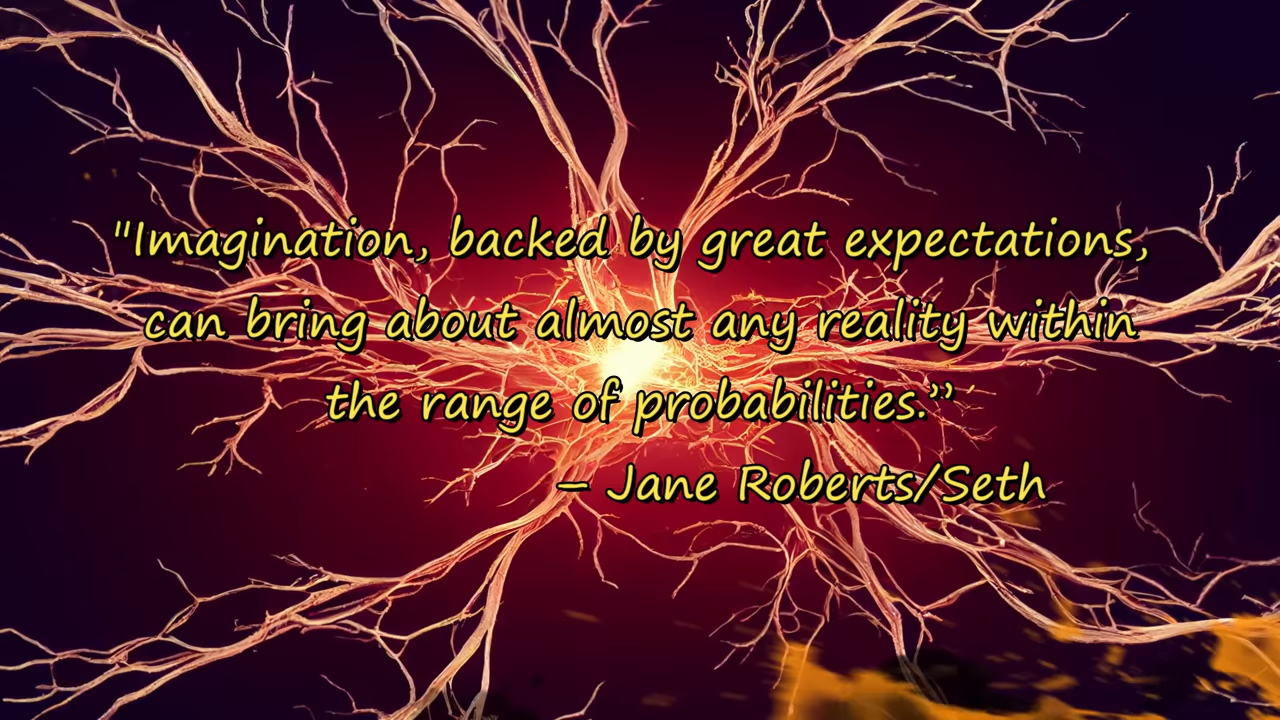 "Imagination, backed by great expectations,
can bring about almost any reality within
the range of probabilities.”
– Jane Roberts/Seth